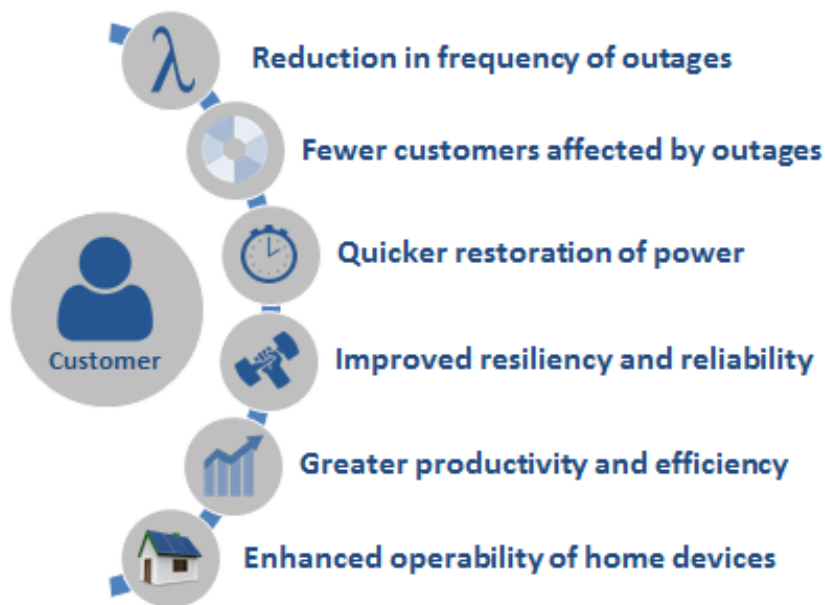 λ
Reduction in frequency of outages
Fewer customers affected by outages
Quicker restoration of power
Customer
Improved resiliency and reliability
Greater productivity and efficiency
Enhanced operability of home devices